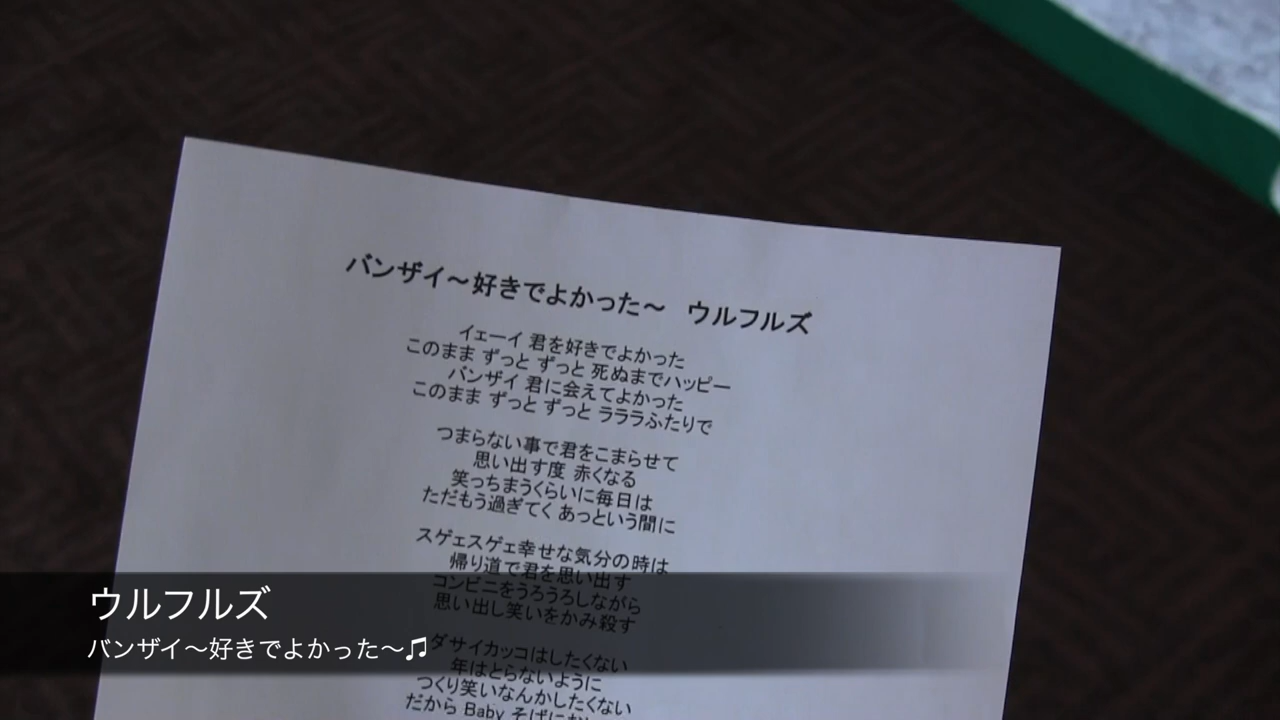 バンザイ～好きでよかった～　ウルフルズ
イェーイ 君を好きでよかった
このまま ずっと ずっと 死ぬまでハッピー
バンザイ 君に会えてよかった
このまま ずっと ずっと ラララふたりで
つまらない事で君をこまらせて
思い出す度 赤くなる
笑っちまうくらいに毎日は
ただもう過ぎてく あっという間に
スゲェスゲェ幸せな気分の時は
帰り道で君を思い出す
コンビニをうろうろしながら
思い出し笑いをかみ殺す
ダサイカッコはしたくない
年はとらないように
つくり笑いなんかしたくない
だから Baby そばに
ウルフルズ
バンザイ～好きでよかった～♫